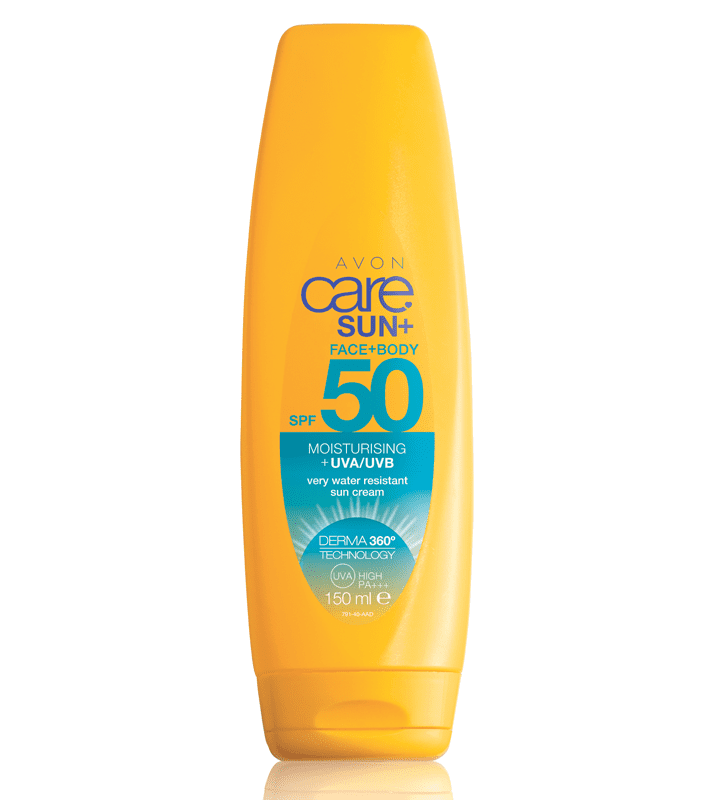 AVON
care
SUN+
FACE+BODY
SPF 50
MOISTURISING
+ UVA/UVB
very water resistant
sun cream
DERMA 360º
TECHNOLOGY
UVA HIGH
PA+++
150 ml ℮